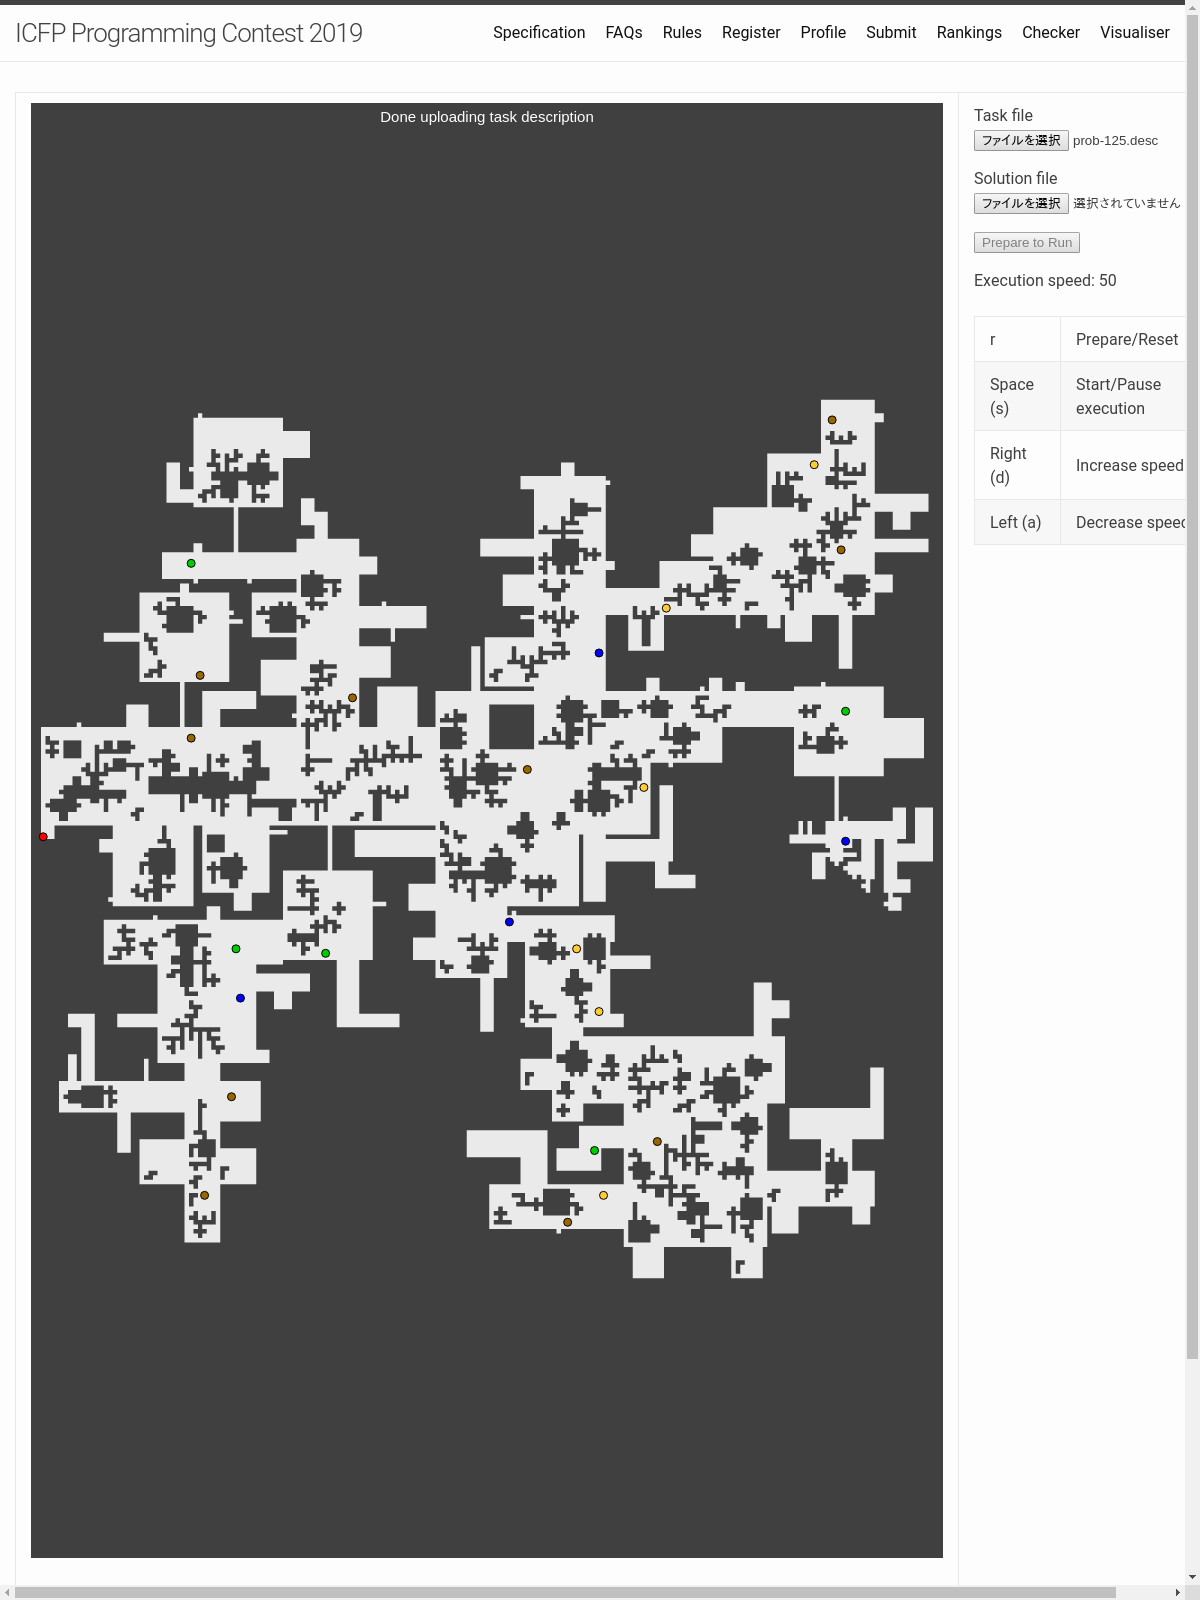 ICFP Programming Contest 2019
Specification FAQs Rules Register Profile Submit Rankings Checker Visualiser
Done uploading task description
Task file
ファイルを選択 prob-125.desc
Solution file
ファイルを選択 選択されていません
Prepare to Run
Execution speed: 50
r Prepare/Reset
Space (s) Start/Pause execution
Right (d) Increase speed
Left (a) Decrease speed